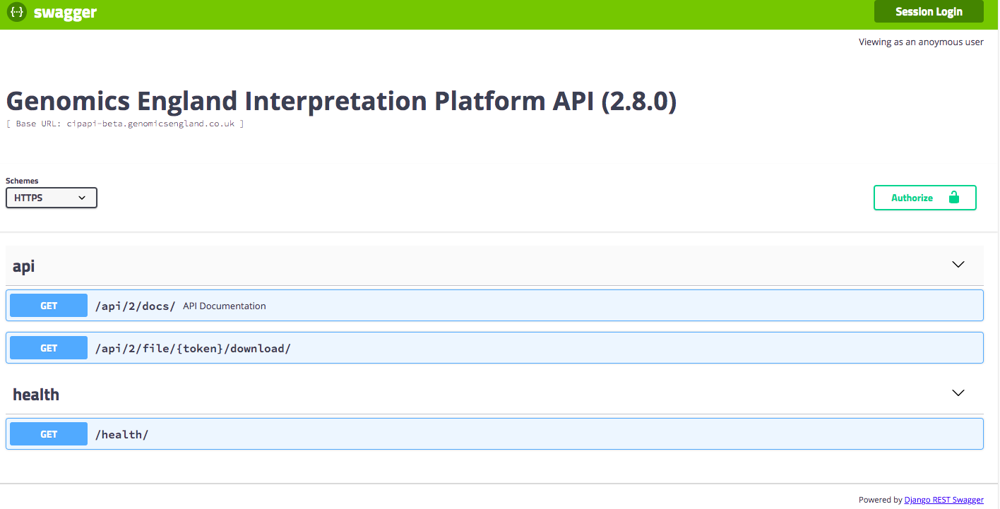 {···} swagger
Session Login
Viewing as an anoymous user
Genomics England Interpretation Platform API (2.8.0)
[ Base URL: cipapi-beta.genomicsengland.co.uk ]
Schemes
HTTPS
Authorize
api
GET /api/2/docs/ API Documentation
GET /api/2/file/{token}/download/
health
GET /health/
Powered by Django REST Swagger